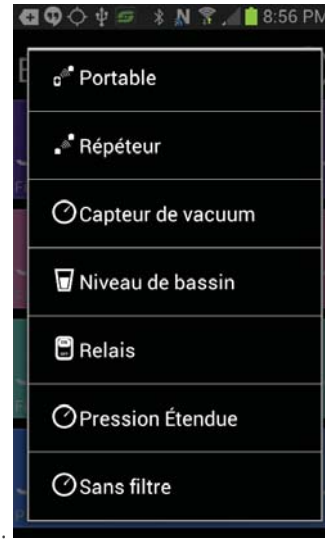 8:56 PM
Portable
Répéteur
Capteur de vacuum
Niveau de bassin
Relais
Pression Étendue
Sans filtre